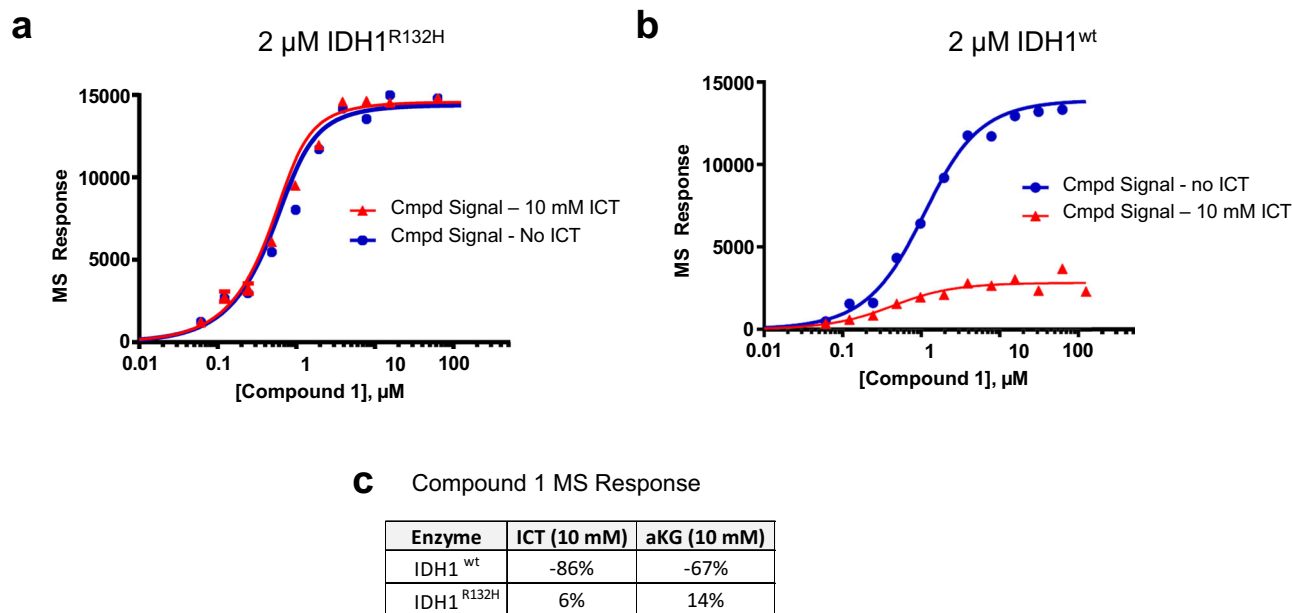 a
2 µM IDH1R132H
15000
10000
5000
0
0.01 0.1 1 10 100
MS Response
[Compound 1], µM
Cmpd Signal – 10 mM ICT
Cmpd Signal - No ICT
b
2 µM IDH1wt
15000
10000
5000
0
0.01 0.1 1 10 100
MS Response
[Compound 1], µM
Cmpd Signal - no ICT
Cmpd Signal – 10 mM ICT
c Compound 1 MS Response
Enzyme ICT (10 mM) aKG (10 mM)
IDH1 wt -86% -67%
IDH1 R132H 6% 14%